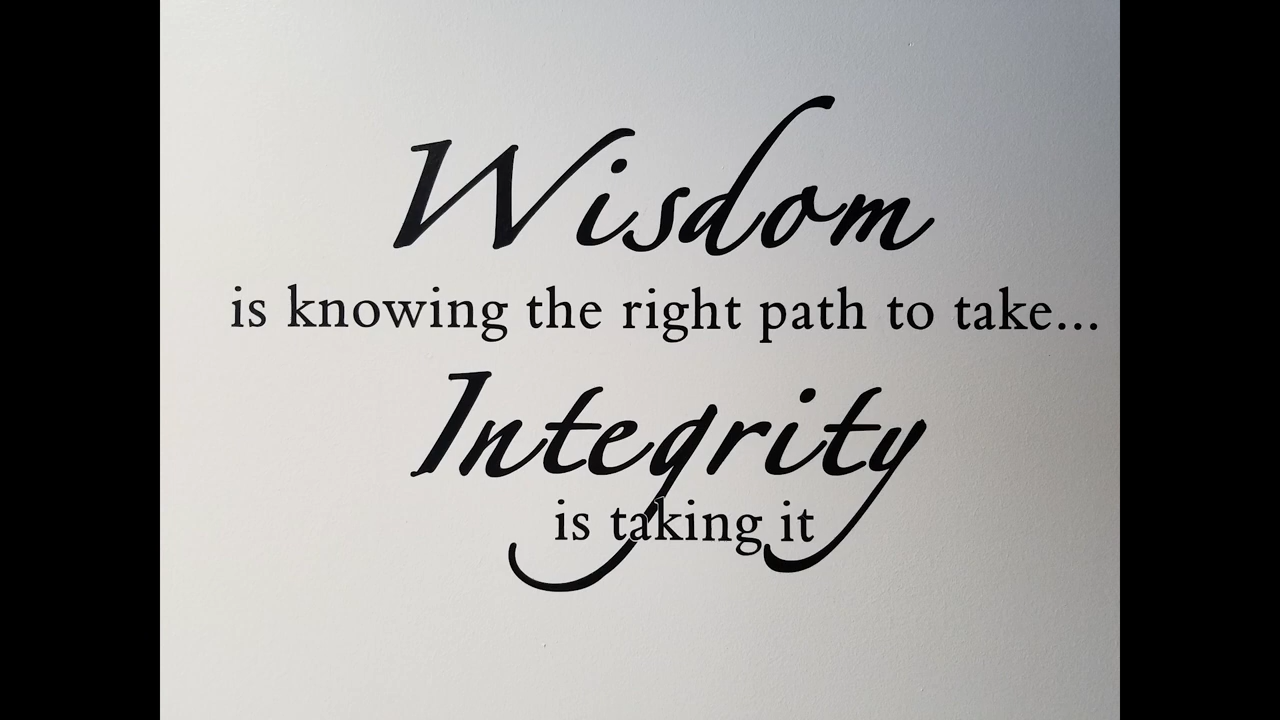 Wisdom
is knowing the right path to take...
Integrity
is taking it